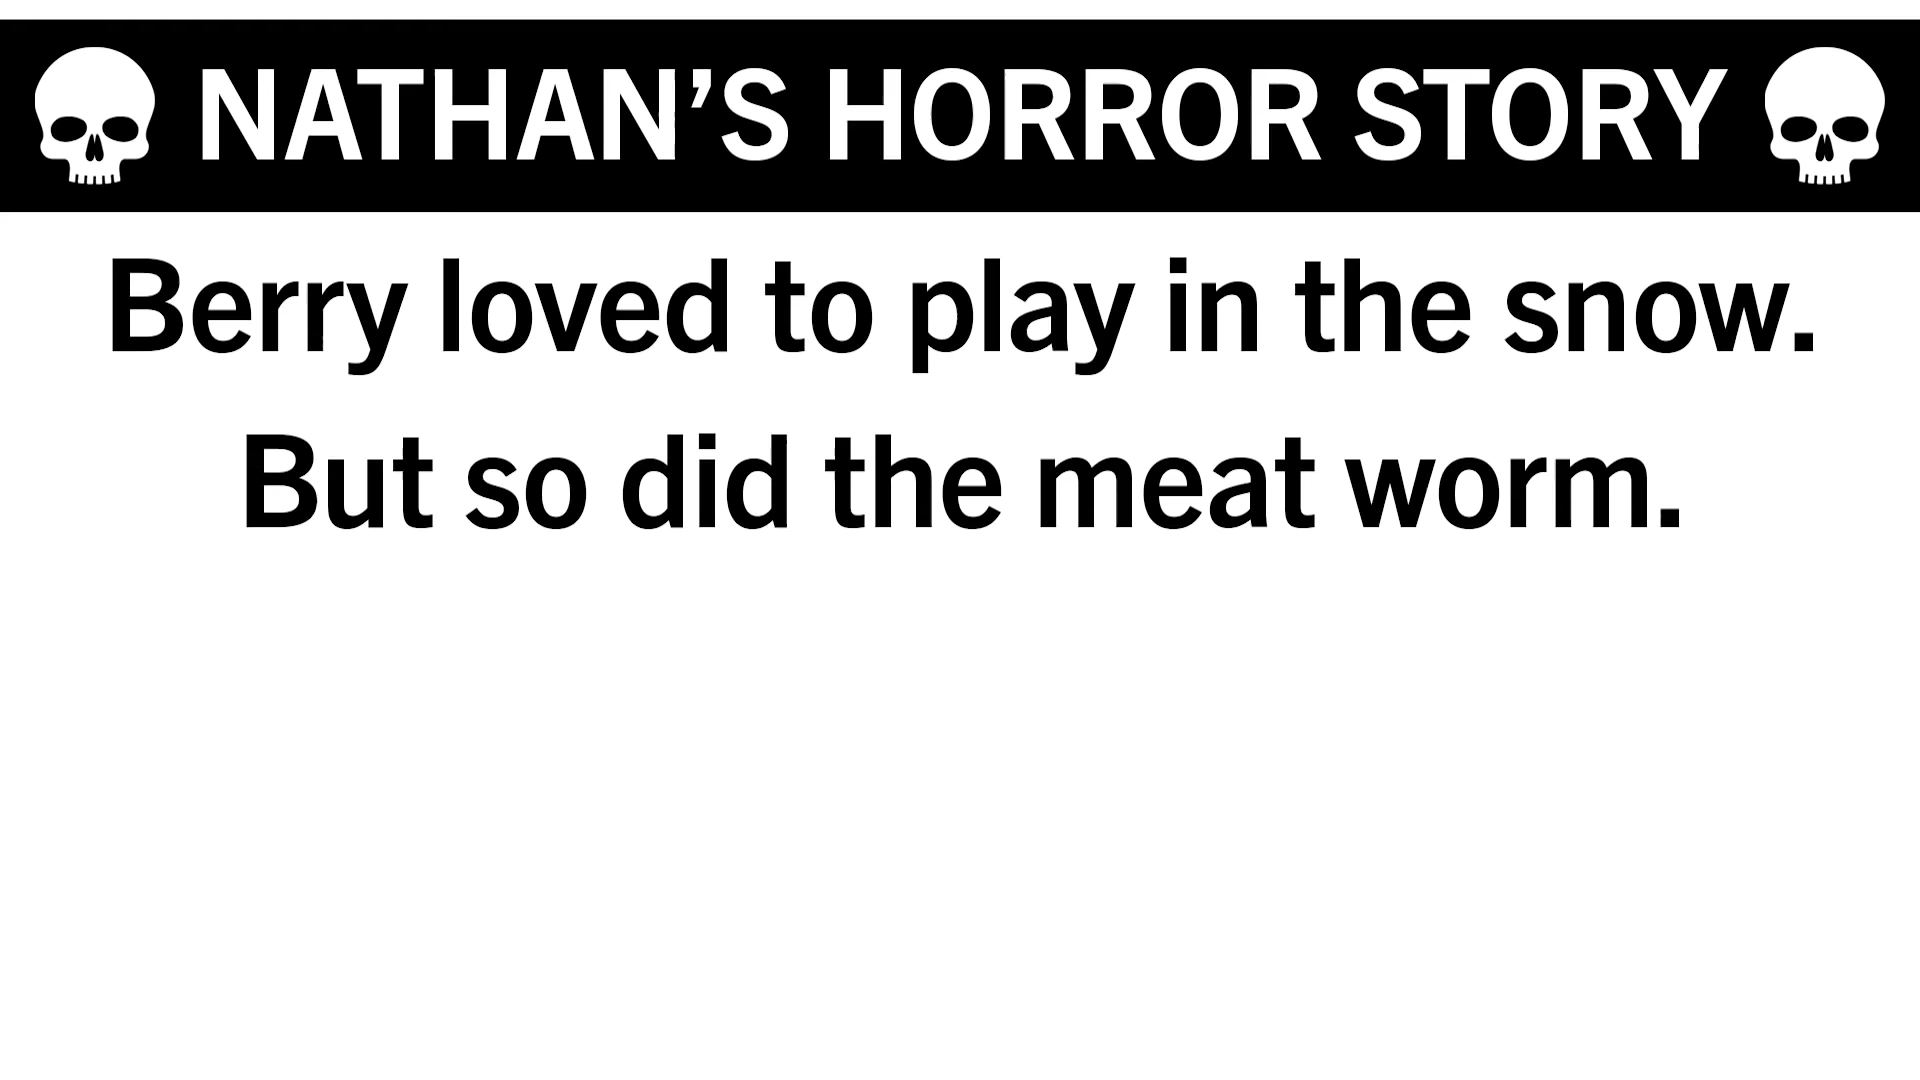 NATHAN’S HORROR STORY
Berry loved to play in the snow.
But so did the meat worm.